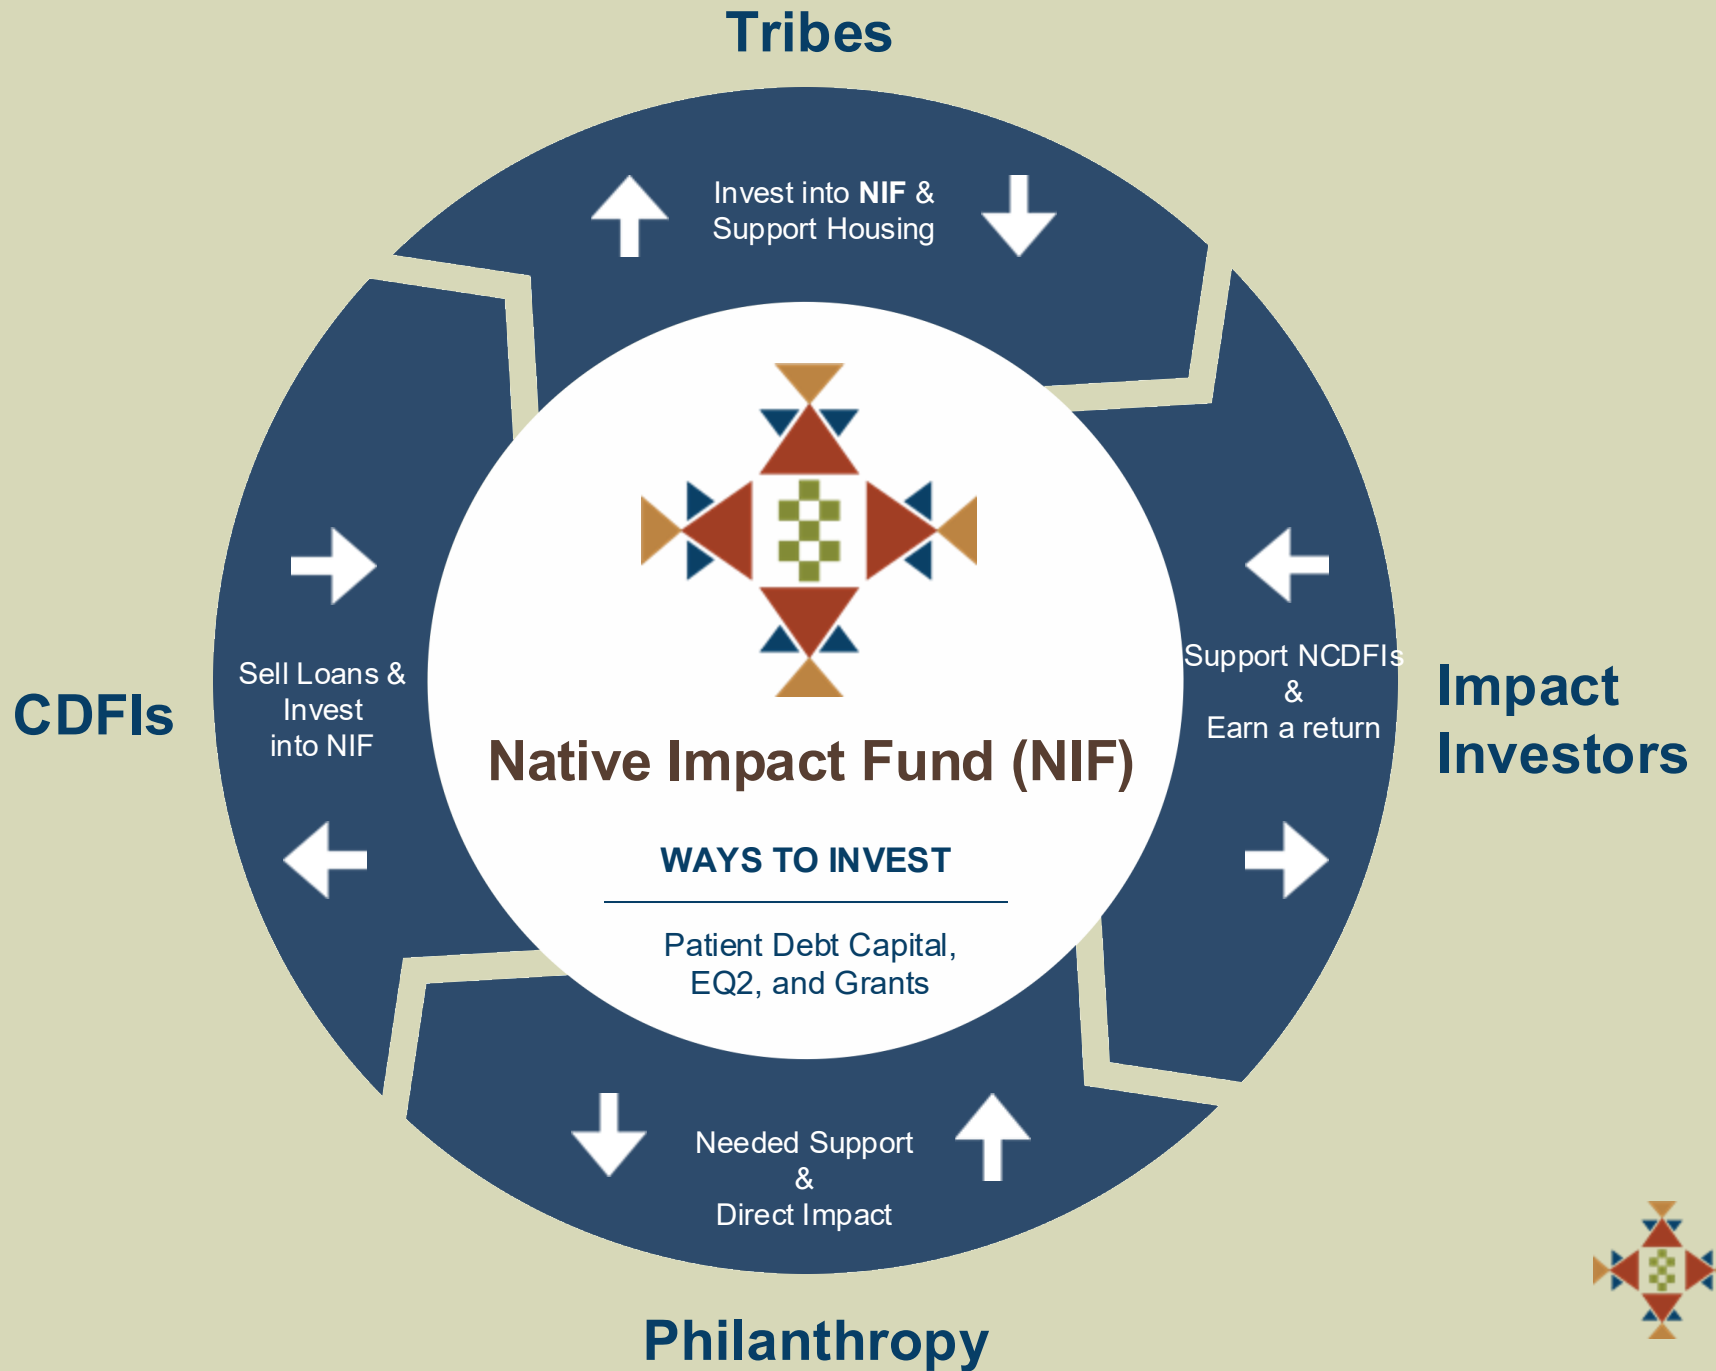 Tribes
Invest into NIF &
Support Housing
CDFIs
Sell Loans &
Invest
into NIF
Native Impact Fund (NIF)
WAYS TO INVEST
Patient Debt Capital,
EQ2, and Grants
Support NCDFIs
&
Earn a return
Impact
Investors
Needed Support
&
Direct Impact
Philanthropy